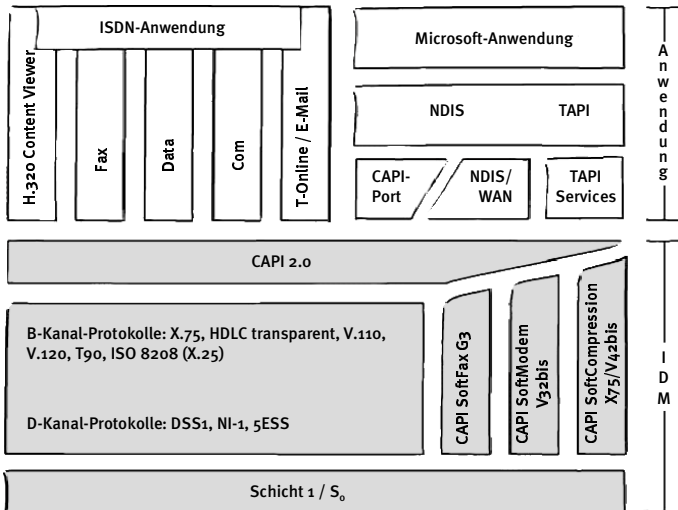 ISDN-Anwendung
H.320 Content Viewer
Fax
Data
Com
T-Online / E-Mail
Microsoft-Anwendung
NDIS TAPI
CAPI-
Port
NDIS/
WAN
TAPI
Services
Anwendung
CAPI 2.0
B-Kanal-Protokolle: X.75, HDLC transparent, V.110,
V.120, T90, ISO 8208 (X.25)
D-Kanal-Protokolle: DSS1, NI-1, 5ESS
CAPI SoftFax G3
CAPI SoftModem
V32bis
CAPI SoftCompression
X75/V42bis
IDM
Schicht 1 / S₀